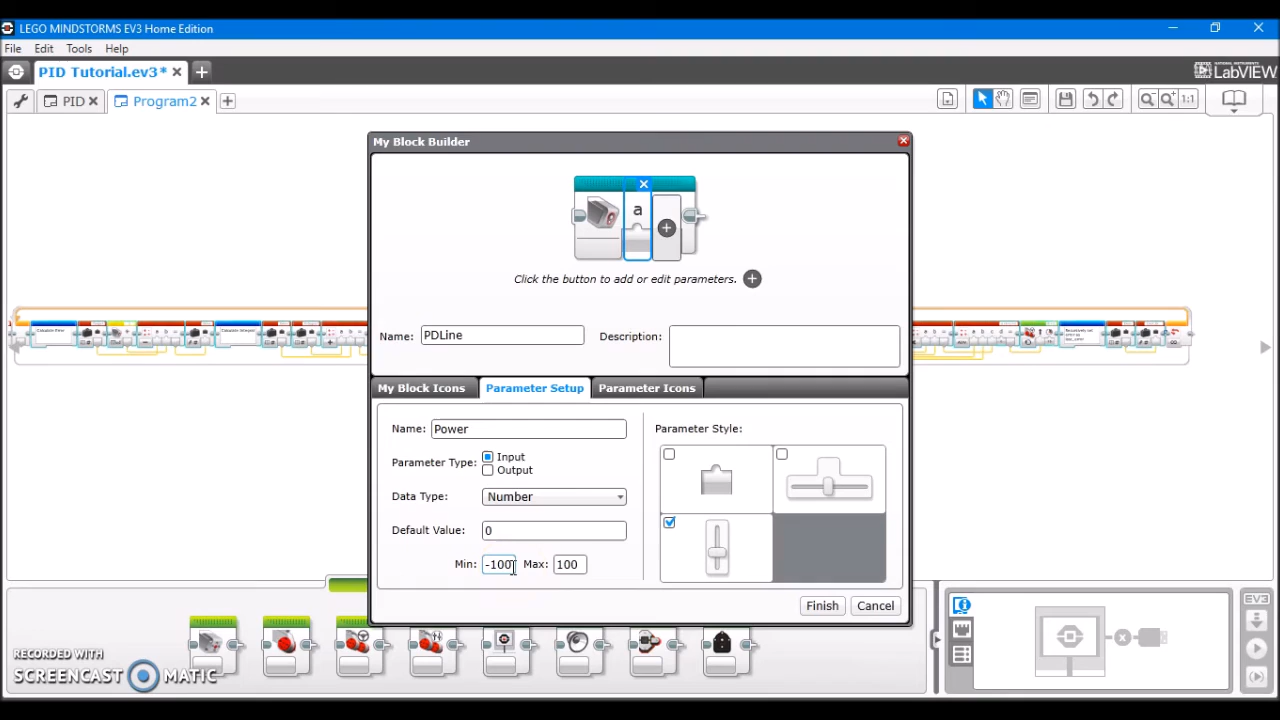 LEGO MINDSTORMS EV3 Home Edition
File Edit Tools Help
PID Tutorial.ev3*
LabVIEW
PID Program2
1:1
My Block Builder
a
Click the button to add or edit parameters.
Name: PDLine Description:
My Block Icons Parameter Setup Parameter Icons
Name: Power
Parameter Type: Input
Output
Data Type: Number
Default Value: 0
Min: -100 Max: 100
Parameter Style:
Finish Cancel
EV3
RECORDED WITH
SCREENCAST MATIC